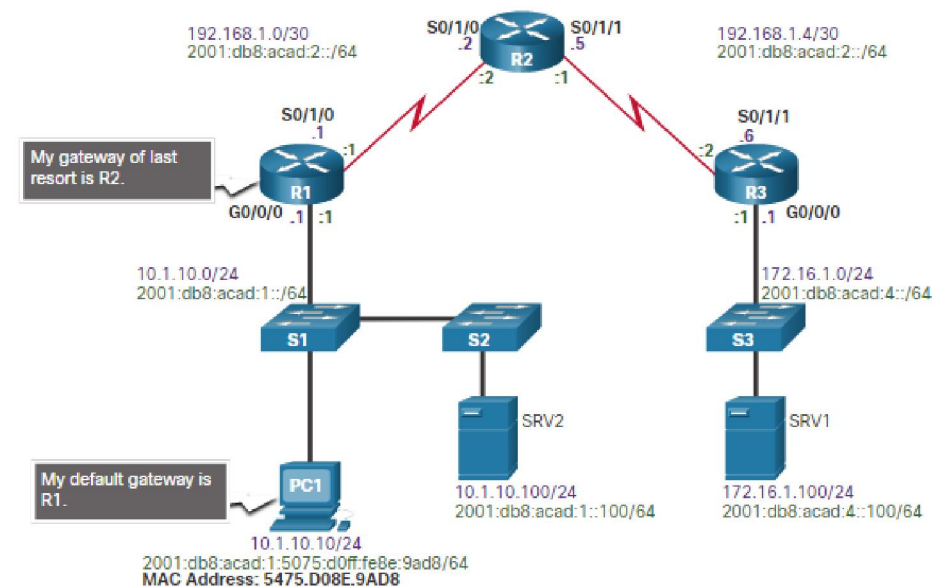 192.168.1.0/30
2001:db8:acad:2::/64
S0/1/0
.2
S0/1/1
.5
R2
:2
:1
192.168.1.4/30
2001:db8:acad:2::/64
S0/1/0
.1
:1
My gateway of last
resort is R2.
R1
G0/0/0
.1
:1
S0/1/1
.6
:2
R3
:1
.1
G0/0/0
10.1.10.0/24
2001:db8:acad:1::/64
172.16.1.0/24
2001:db8:acad:4::/64
S1
S2
S3
SRV2
SRV1
My default gateway is
R1.
PC1
10.1.10.100/24
2001:db8:acad:1::100/64
172.16.1.100/24
2001:db8:acad:4::100/64
10.1.10.10/24
2001:db8:acad:1:5075:d0ff:fe8e:9ad8/64
MAC Address: 5475.D08E.9AD8